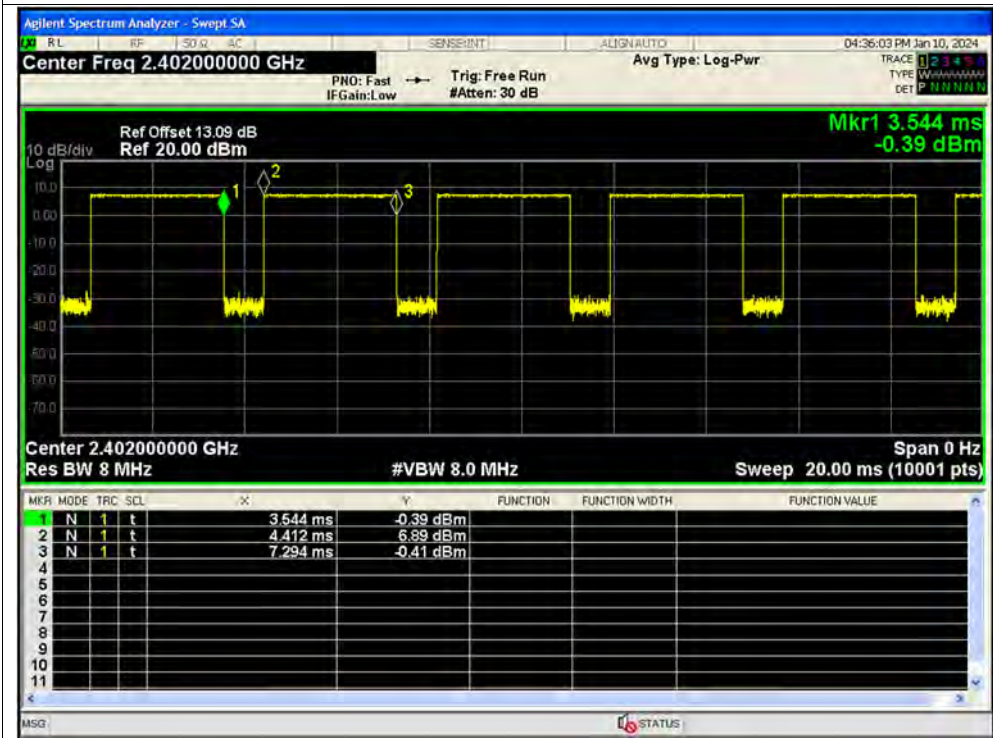 Agilent Spectrum Analyzer - Swept SA
LXI RL RF 50 Ω AC SENSE:INT ALIGNAUTO 04:36:03 PM Jan 10, 2024
Center Freq 2.402000000 GHz Avg Type: Log-Pwr TRACE 1 2 3 4 5 6
PNO: Fast Trig: Free Run TYPE
IFGain:Low #Atten: 30 dB DET P N N N N N
Mkr1 3.544 ms
-0.39 dBm
Ref Offset 13.09 dB
10 dB/div Ref 20.00 dBm
Log
10.0
0.00
-10.0
-20.0
-30.0
-40.0
-50.0
-60.0
-70.0
1
2
3
Center 2.402000000 GHz Span 0 Hz
Res BW 8 MHz #VBW 8.0 MHz Sweep 20.00 ms (10001 pts)
MKR MODE TRC SCL X Y FUNCTION FUNCTION WIDTH FUNCTION VALUE
1 N 1 t 3.544 ms -0.39 dBm
2 N 1 t 4.412 ms 6.89 dBm
3 N 1 t 7.294 ms -0.41 dBm
4
5
6
7
8
9
10
11
MSG STATUS